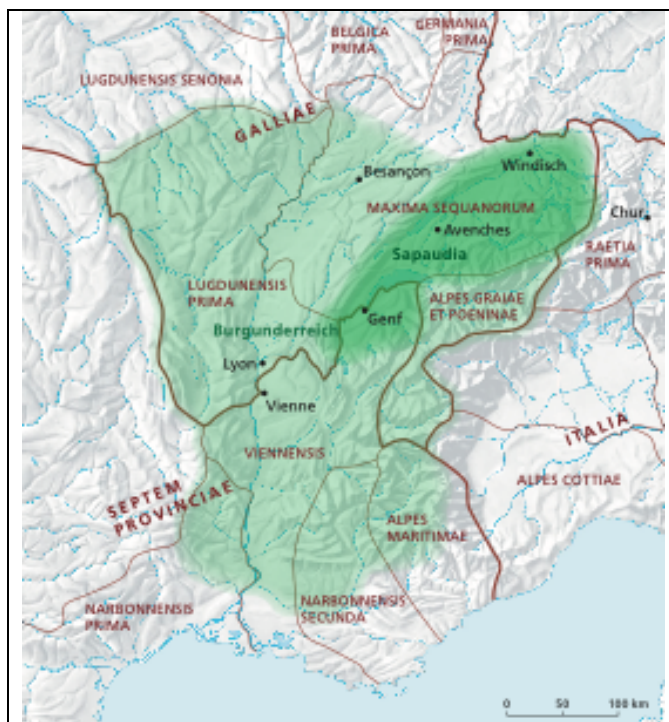 BELGICA
PRIMA
GERMANIA
PRIMA
LUGDUNENSIS SENONIA
GALLIAE
Besançon
Windisch
MAXIMA SEQUANORUM
Chur
Avenches
Sapaudia
RAETIA
PRIMA
LUGDUNENSIS
PRIMA
ALPES GRAIAE
ET POENINAE
Genf
Burgunderreich
Lyon
Vienne
ITALIA
VIENNENSIS
ALPES COTTIAE
SEPTEM
PROVINCIAE
ALPES
MARITIMAE
NARBONNENSIS
PRIMA
NARBONNENSIS
SECUNDA
0 50 100 km